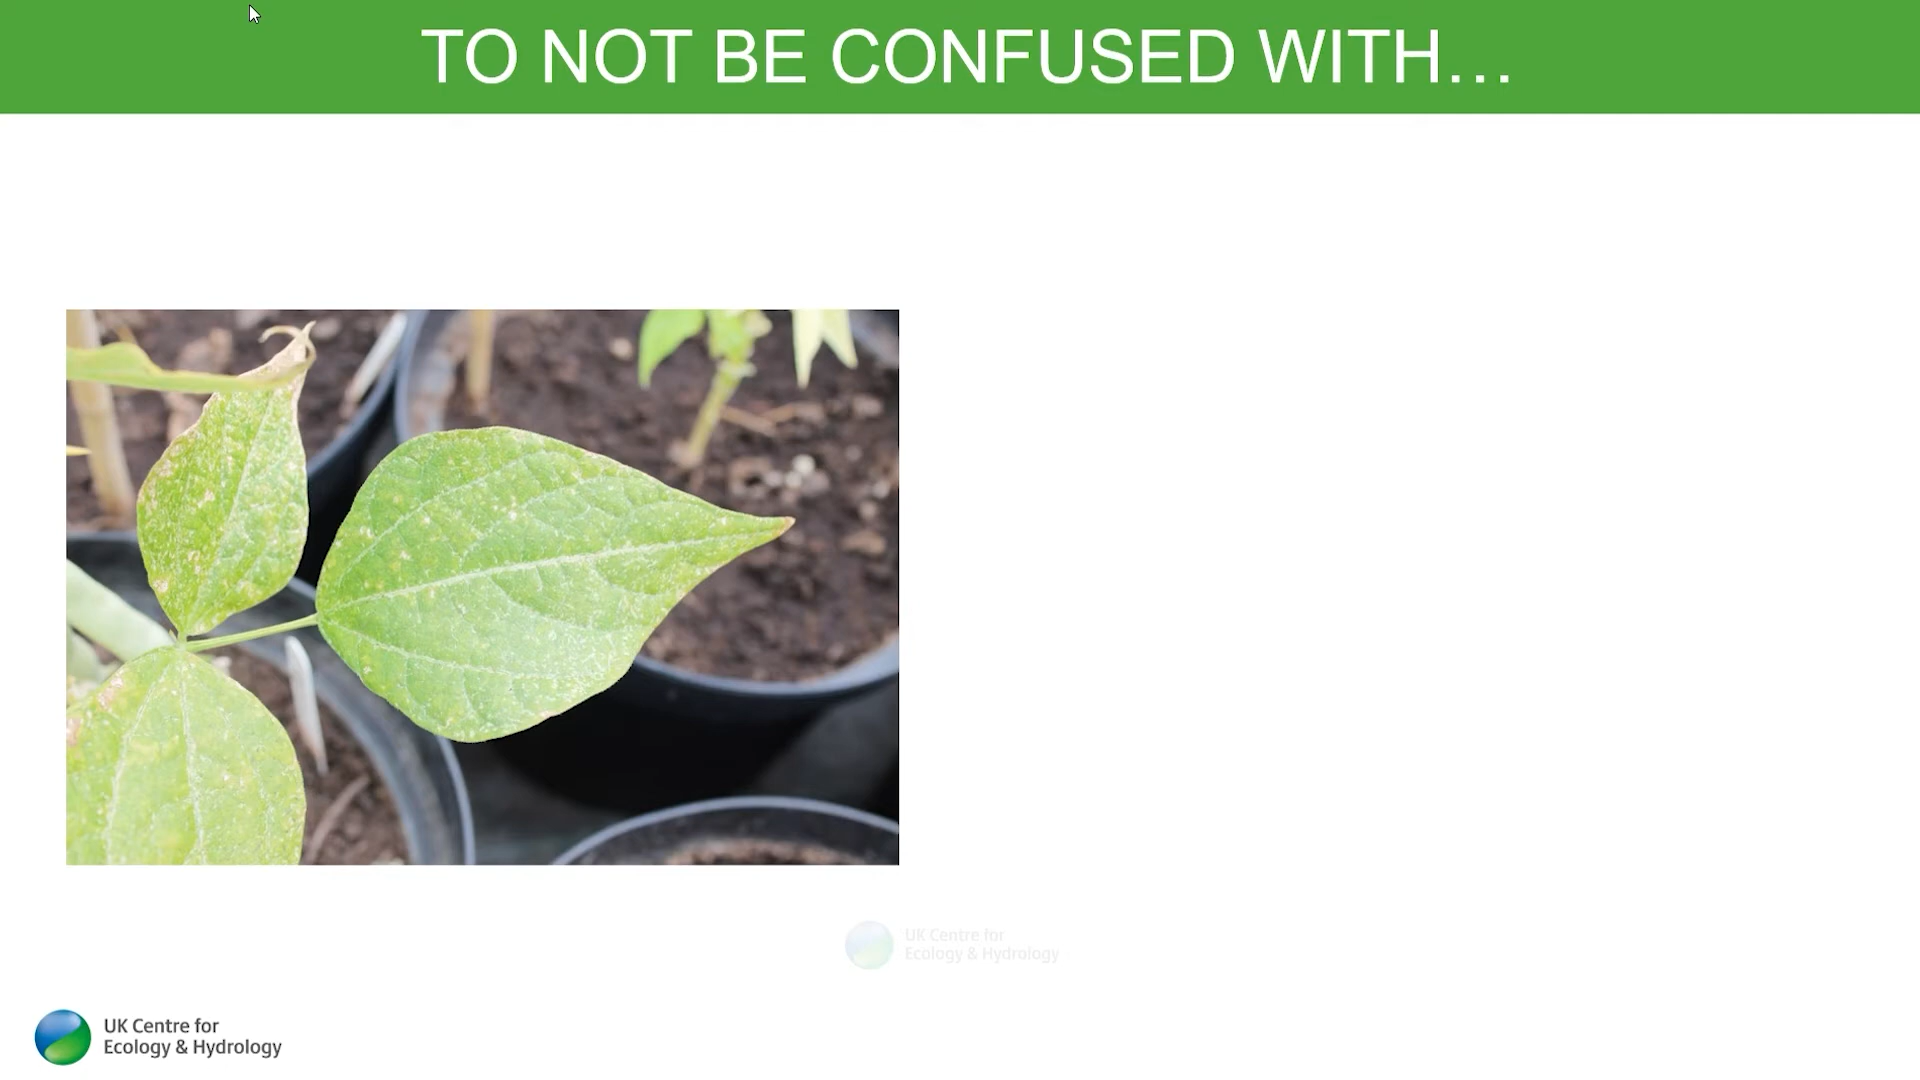 TO NOT BE CONFUSED WITH...
UK Centre for
Ecology & Hydrology
UK Centre for
Ecology & Hydrology